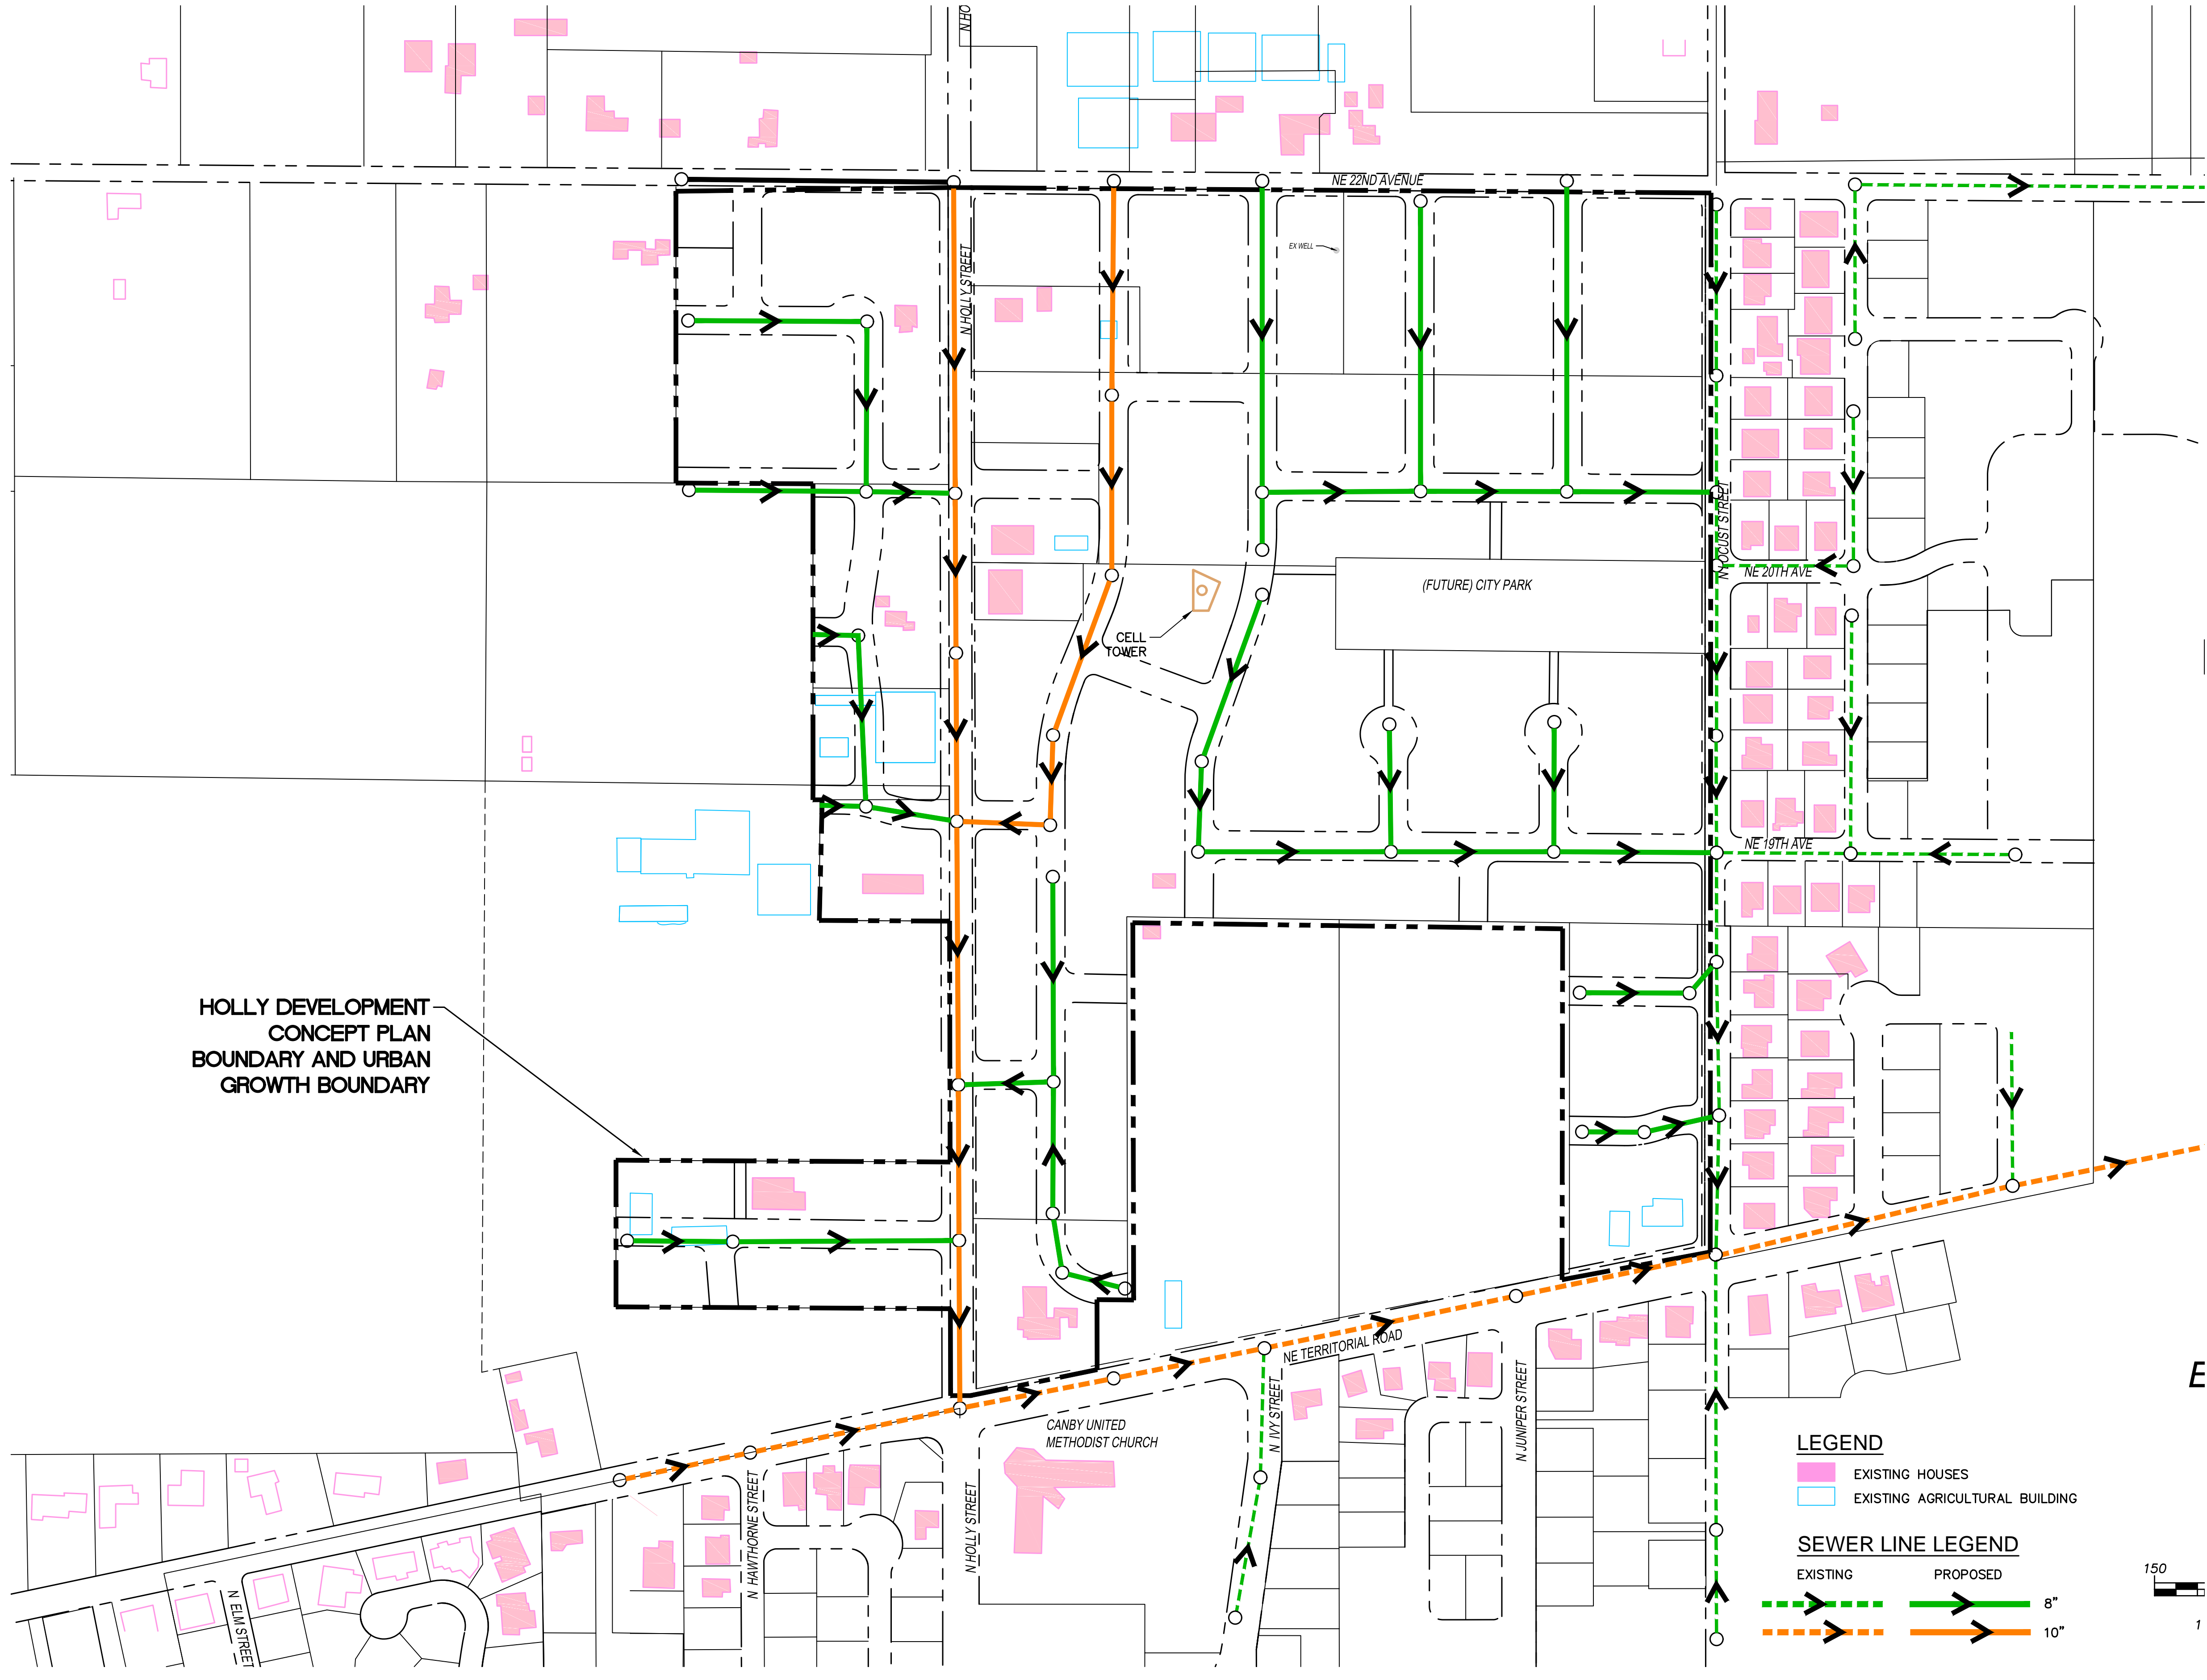 N HO
NE 22ND AVENUE
EX WELL
N HOLLY STREET
N LOCUST STREET
NE 20TH AVE
(FUTURE) CITY PARK
CELL
TOWER
NE 19TH AVE
HOLLY DEVELOPMENT
CONCEPT PLAN
BOUNDARY AND URBAN
GROWTH BOUNDARY
NE TERRITORIAL ROAD
CANBY UNITED
METHODIST CHURCH
N IVY STREET
N JUNIPER STREET
N HAWTHORNE STREET
N HOLLY STREET
N ELM STREET
E
LEGEND
EXISTING HOUSES
EXISTING AGRICULTURAL BUILDING
SEWER LINE LEGEND
EXISTING PROPOSED
8"
10"
150
1